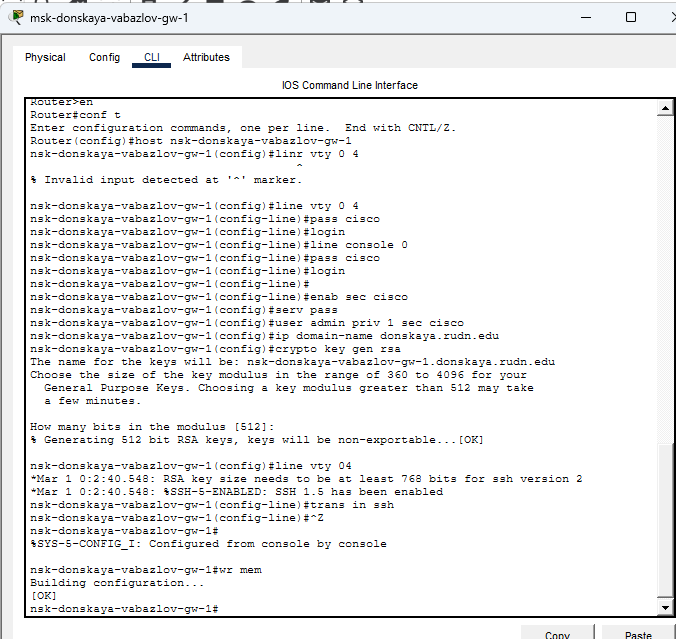 msk-donskaya-vabazlov-gw-1
Physical Config CLI Attributes
IOS Command Line Interface
Router>en
Router#conf t
Enter configuration commands, one per line.  End with CNTL/Z.
Router(config)#host nsk-donskaya-vabazlov-gw-1
nsk-donskaya-vabazlov-gw-1(config)#linr vty 0 4
^
% Invalid input detected at '^' marker.
nsk-donskaya-vabazlov-gw-1(config)#line vty 0 4
nsk-donskaya-vabazlov-gw-1(config-line)#pass cisco
nsk-donskaya-vabazlov-gw-1(config-line)#login
nsk-donskaya-vabazlov-gw-1(config-line)#line console 0
nsk-donskaya-vabazlov-gw-1(config-line)#pass cisco
nsk-donskaya-vabazlov-gw-1(config-line)#login
nsk-donskaya-vabazlov-gw-1(config-line)#
nsk-donskaya-vabazlov-gw-1(config-line)#enab sec cisco
nsk-donskaya-vabazlov-gw-1(config)#serv pass
nsk-donskaya-vabazlov-gw-1(config)#user admin priv 1 sec cisco
nsk-donskaya-vabazlov-gw-1(config)#ip domain-name donskaya.rudn.edu
nsk-donskaya-vabazlov-gw-1(config)#crypto key gen rsa
The name for the keys will be: nsk-donskaya-vabazlov-gw-1.donskaya.rudn.edu
Choose the size of the key modulus in the range of 360 to 4096 for your
General Purpose Keys. Choosing a key modulus greater than 512 may take
a few minutes.
How many bits in the modulus [512]:
% Generating 512 bit RSA keys, keys will be non-exportable...[OK]
nsk-donskaya-vabazlov-gw-1(config)#line vty 04
*Mar 1 0:2:40.548: RSA key size needs to be at least 768 bits for ssh version 2
*Mar 1 0:2:40.548: %SSH-5-ENABLED: SSH 1.5 has been enabled
nsk-donskaya-vabazlov-gw-1(config-line)#trans in ssh
nsk-donskaya-vabazlov-gw-1(config-line)#^Z
nsk-donskaya-vabazlov-gw-1#
%SYS-5-CONFIG_I: Configured from console by console
nsk-donskaya-vabazlov-gw-1#wr mem
Building configuration...
[OK]
nsk-donskaya-vabazlov-gw-1#
Copy Paste